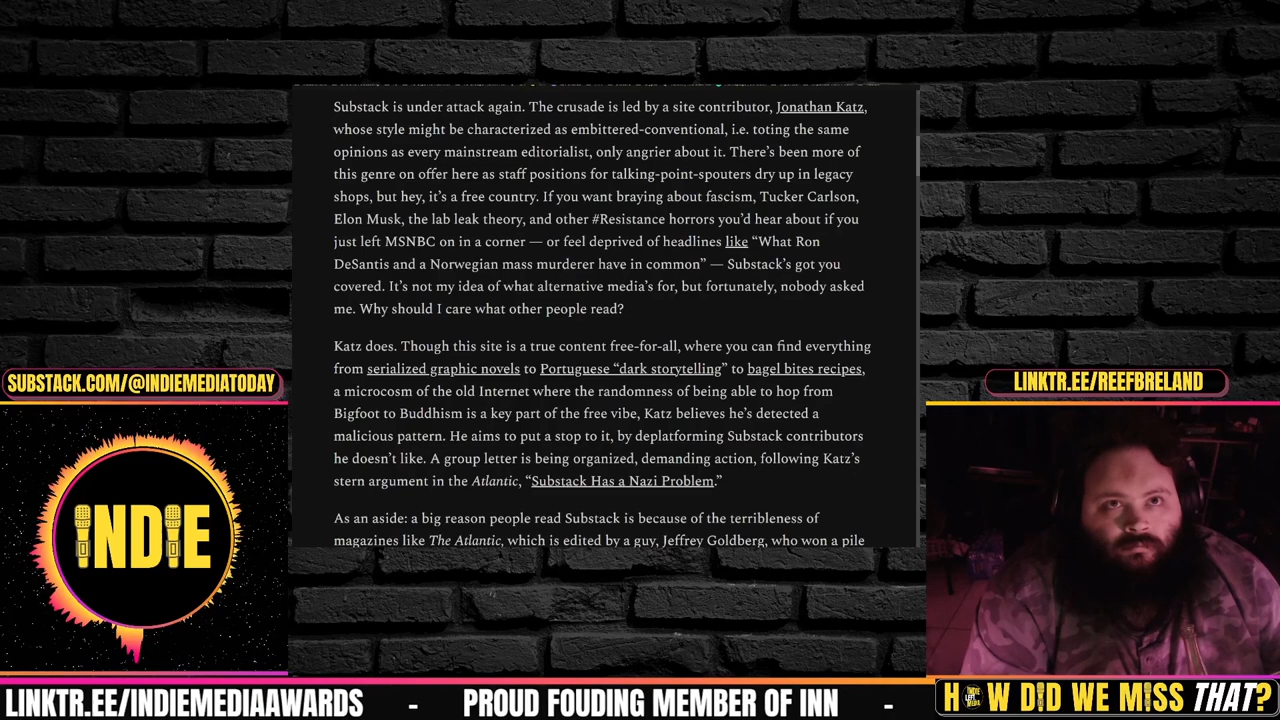 Substack is under attack again. The crusade is led by a site contributor, Jonathan Katz,
whose style might be characterized as embittered-conventional, i.e. toting the same
opinions as every mainstream editorialist, only angrier about it. There’s been more of
this genre on offer here as staff positions for talking-point-spouters dry up in legacy
shops, but hey, it’s a free country. If you want braying about fascism, Tucker Carlson,
Elon Musk, the lab leak theory, and other #Resistance horrors you’d hear about if you
just left MSNBC on in a corner — or feel deprived of headlines like “What Ron
DeSantis and a Norwegian mass murderer have in common” — Substack’s got you
covered. It’s not my idea of what alternative media’s for, but fortunately, nobody asked
me. Why should I care what other people read?
Katz does. Though this site is a true content free-for-all, where you can find everything
from serialized graphic novels to Portuguese “dark storytelling” to bagel bites recipes,
a microcosm of the old Internet where the randomness of being able to hop from
Bigfoot to Buddhism is a key part of the free vibe, Katz believes he’s detected a
malicious pattern. He aims to put a stop to it, by deplatforming Substack contributors
he doesn’t like. A group letter is being organized, demanding action, following Katz’s
stern argument in the Atlantic, “Substack Has a Nazi Problem.”
As an aside: a big reason people read Substack is because of the terribleness of
magazines like The Atlantic, which is edited by a guy, Jeffrey Goldberg, who won a pile
SUBSTACK.COM/@INDIEMEDIATODAY
INDIE
LINKTR.EE/REEFBRELAND
LINKTR.EE/INDIEMEDIAAWARDS - PROUD FOUDING MEMBER OF INN -
HOW DID WE MISS THAT?